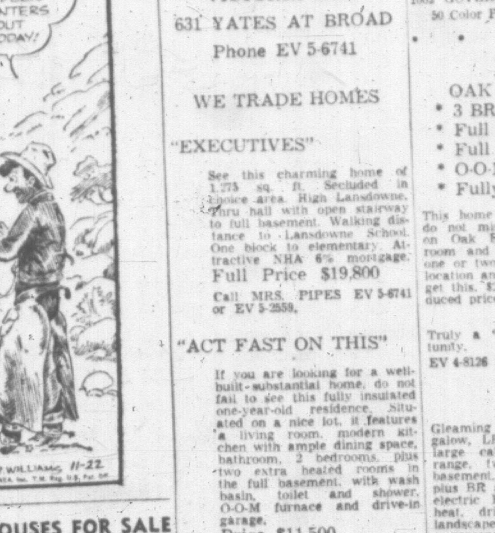 NTERS
OUT
ODAY!
WILLIAMS 11-22
OUSES FOR SALE
631 YATES AT BROAD
Phone EV 5-6741
WE TRADE HOMES
"EXECUTIVES"
See this charming home of
1,275 sq. ft. Secluded in
choice area. High Lansdowne.
Thru hall with open stairway
to full basement. Walking dis-
tance to Lansdowne School.
One block to elementary. At-
tractive NHA 6% mortgage.
Full Price $19,800
Call MRS. PIPES EV 5-6741
or EV 5-2559.
"ACT FAST ON THIS"
If you are looking for a well-
built substantial home, do not
fail to see this fully insulated
one-year-old residence. Situ-
ated on a nice lot, it features
a living room, modern kit-
chen with ample dining space,
bathroom, 2 bedrooms, plus
two extra heated rooms in
the full basement, with wash
basin, toilet and shower.
O-O-M furnace and drive-in
garage.
Price $11,500
50 Color
OAK
* 3 BR
* Full
* Full
* O-O-M
* Fully
This home
do not mi
on Oak
room and
one or two
location an
get this.
duced pric
Truly a
tunity.
EV 4-8126
Gleaming
galow,
large
range,
basement,
plus BR
electric
heat, dri
landscape